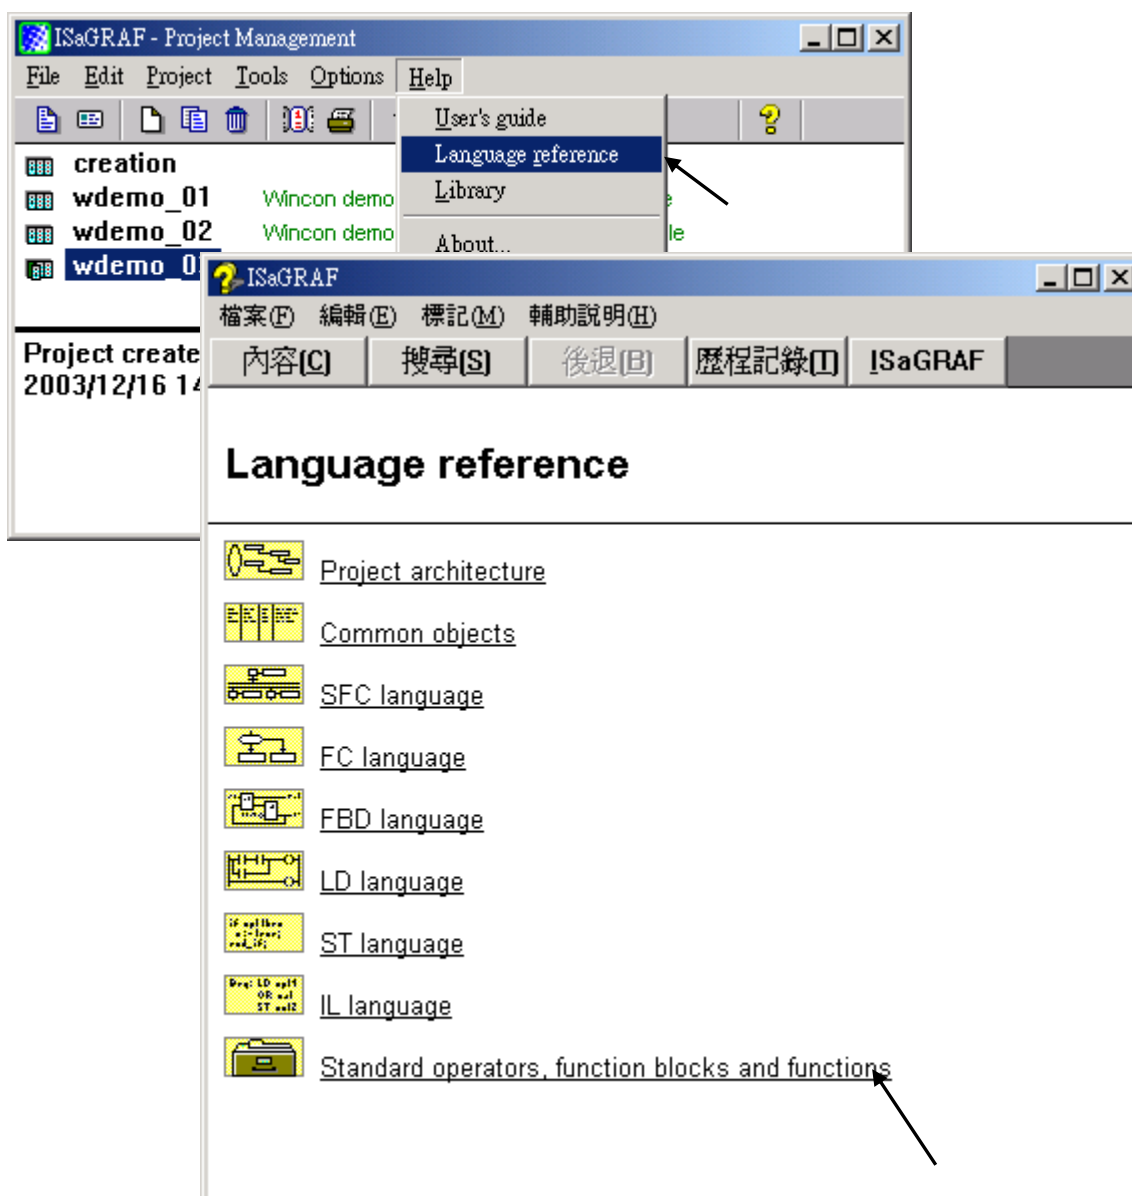 ISaGRAF - Project Management
File Edit Project Tools Options Help
User's guide
Language reference
Library
About...
creation
wdemo_01 Wincon demo
wdemo_02 Wincon demo le
wdemo_0
Project create
2003/12/16 14
ISaGRAF
檔案(F) 編輯(E) 標記(M) 輔助說明(H)
內容(C) 搜尋(S) 後退(B) 歷程記錄(T) ISaGRAF
Language reference
Project architecture
Common objects
SFC language
FC language
FBD language
LD language
ST language
IL language
Standard operators, function blocks and functions